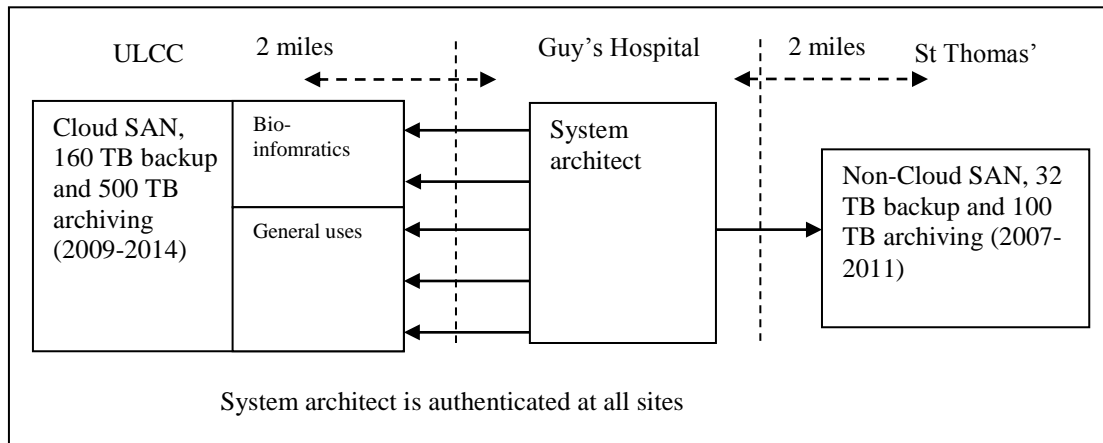 ULCC
2 miles
Guy's Hospital
2 miles
St Thomas'
Cloud SAN,
160 TB backup
and 500 TB
archiving
(2009-2014)
Bio-
infomratics
General uses
System
architect
Non-Cloud SAN, 32
TB backup and 100
TB archiving (2007-
2011)
System architect is authenticated at all sites